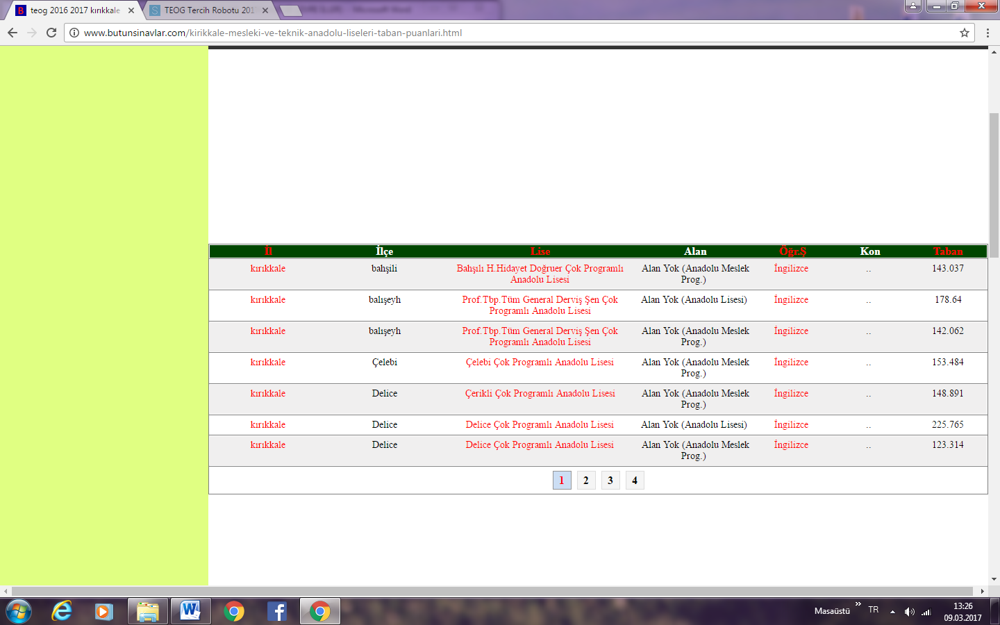 teog 2016 2017 kırıkkale
TEOG Tercih Robotu 201
Microsoft Word
www.butunsinavlar.com/kirikkale-mesleki-ve-teknik-anadolu-liseleri-taban-puanlari.html
İl İlçe Lise Alan Öğr.Ş Kon Taban
kırıkkale bahşili Bahşılı H.Hidayet Doğruer Çok Programlı Anadolu Lisesi Alan Yok (Anadolu Meslek Prog.) İngilizce .. 143.037
kırıkkale balışeyh Prof.Tbp.Tüm General Derviş Şen Çok Programlı Anadolu Lisesi Alan Yok (Anadolu Lisesi) İngilizce .. 178.64
kırıkkale balışeyh Prof.Tbp.Tüm General Derviş Şen Çok Programlı Anadolu Lisesi Alan Yok (Anadolu Meslek Prog.) İngilizce .. 142.062
kırıkkale Çelebi Çelebi Çok Programlı Anadolu Lisesi Alan Yok (Anadolu Meslek Prog.) İngilizce .. 153.484
kırıkkale Delice Çerikli Çok Programlı Anadolu Lisesi Alan Yok (Anadolu Meslek Prog.) İngilizce .. 148.891
kırıkkale Delice Delice Çok Programlı Anadolu Lisesi Alan Yok (Anadolu Lisesi) İngilizce .. 225.765
kırıkkale Delice Delice Çok Programlı Anadolu Lisesi Alan Yok (Anadolu Meslek Prog.) İngilizce .. 123.314
1 2 3 4
Masaüstü » TR 13:26
09.03.2017